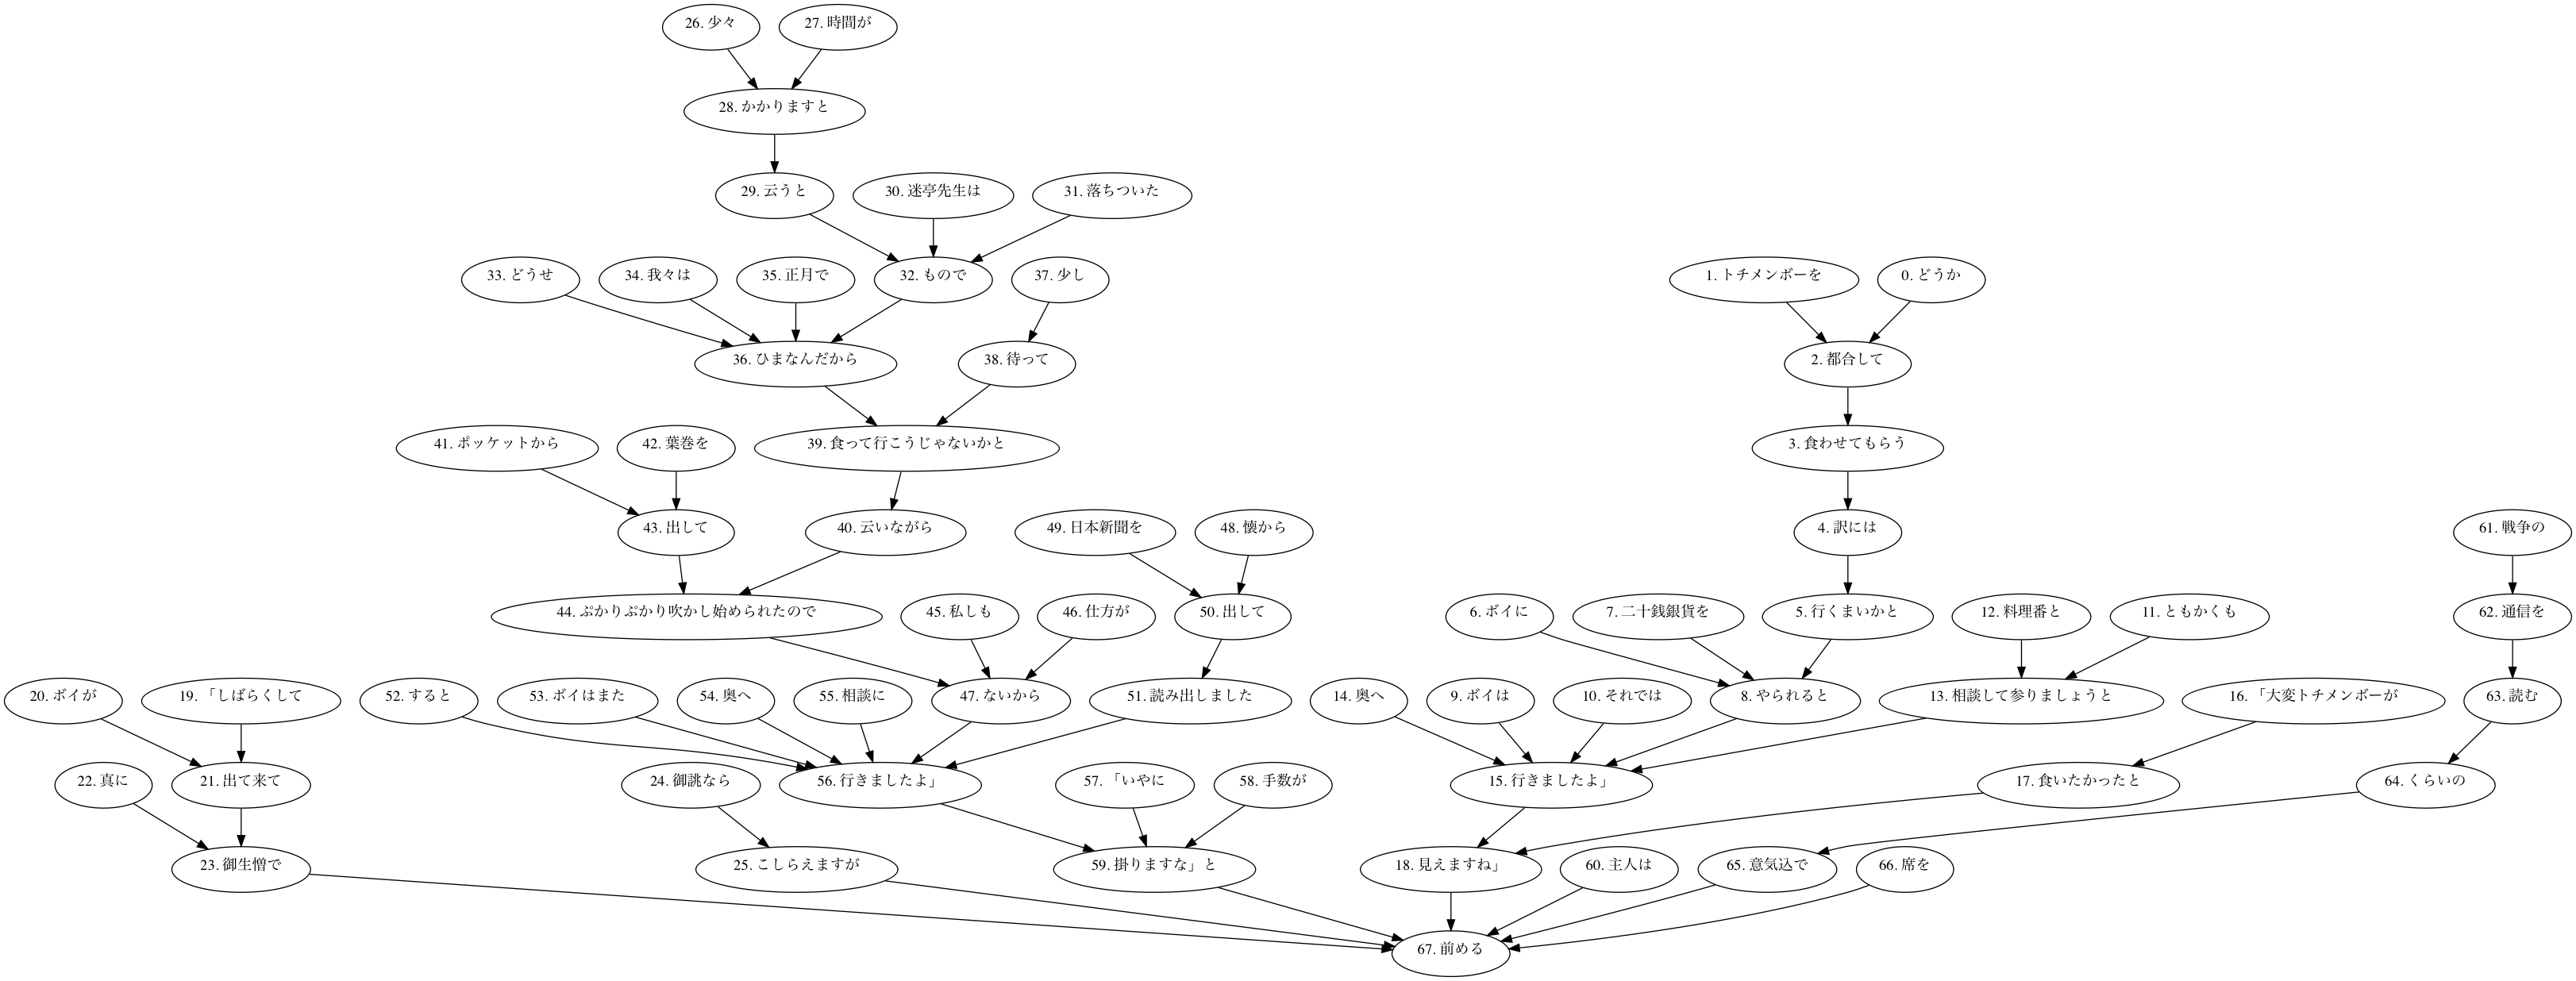 26. 少々
27. 時間が
28. かかりますと
29. 云うと
30. 迷亭先生は
31. 落ちついた
33. どうせ
34. 我々は
35. 正月で
32. もので
37. 少し
1. トチメンボーを
0. どうか
36. ひまなんだから
38. 待って
2. 都合して
41. ポッケットから
42. 葉巻を
39. 食って行こうじゃないかと
3. 食わせてもらう
43. 出して
40. 云いながら
49. 日本新聞を
48. 懐から
4. 訳には
61. 戦争の
44. ぷかりぷかり吹かし始められたので
45. 私しも
46. 仕方が
50. 出して
6. ボイに
7. 二十銭銀貨を
5. 行くまいかと
12. 料理番と
11. ともかくも
62. 通信を
20. ボイが
19. 「しばらくして
52. すると
53. ボイはまた
54. 奥へ
55. 相談に
47. ないから
51. 読み出しました
14. 奥へ
9. ボイは
10. それでは
8. やられると
13. 相談して参りましょうと
16. 「大変トチメンボーが
63. 読む
22. 真に
21. 出て来て
24. 御誂なら
56. 行きましたよ」
57. 「いやに
58. 手数が
15. 行きましたよ」
17. 食いたかったと
64. くらいの
23. 御生憎で
25. こしらえますが
59. 掛りますな」と
18. 見えますね」
60. 主人は
65. 意気込で
66. 席を
67. 前める